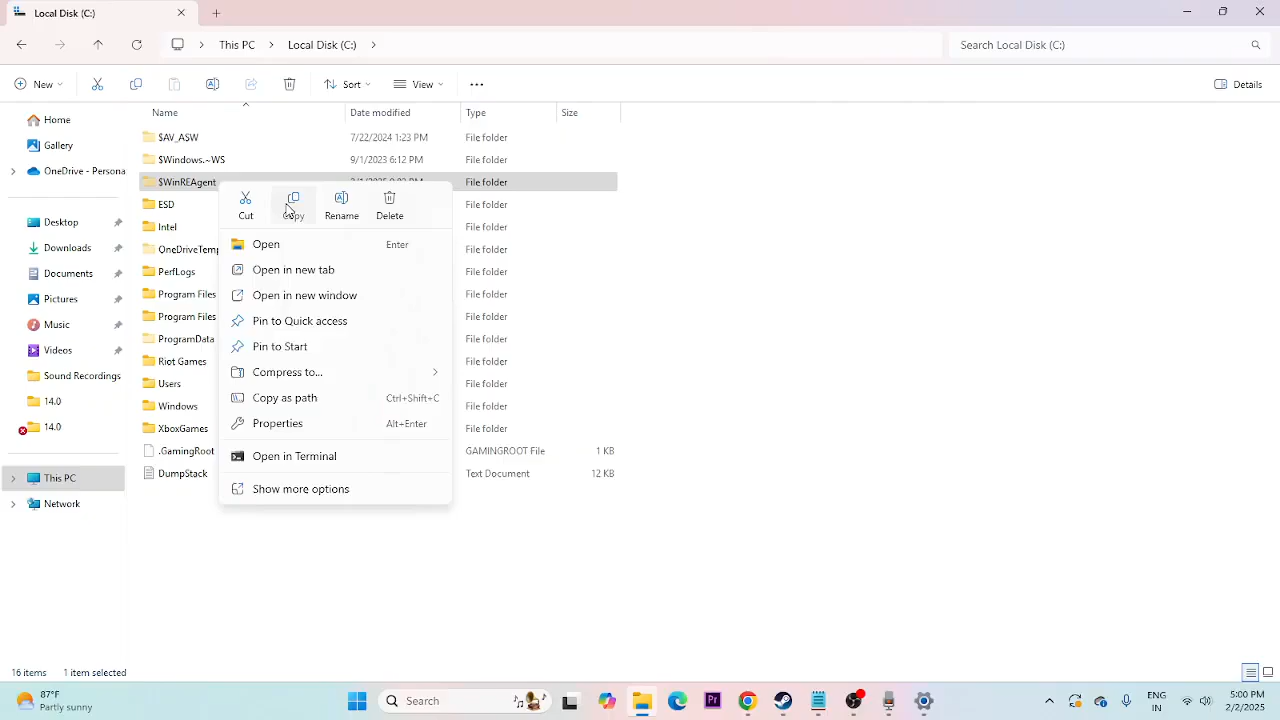 Local Disk (C:)
This PC > Local Disk (C:) >
Search Local Disk (C:)
New
Sort
View
Details
Name Date modified Type Size
Home
Gallery
OneDrive - Persona
Desktop
Downloads
Documents
Pictures
Music
Videos
Sound Recordings
14.0
14.0
This PC
Network
$AV_ASW 7/22/2024 1:23 PM File folder
$Windows.~WS 9/1/2023 6:12 PM File folder
$WinREAgent File folder
ESD File folder
Intel File folder
OneDriveTemp File folder
PerfLogs File folder
Program Files File folder
Program Files File folder
ProgramData File folder
Riot Games File folder
Users File folder
Windows File folder
XboxGames File folder
.GamingRoot GAMINGROOT File 1 KB
DumpStack Text Document 12 KB
Cut Copy Rename Delete
Open Enter
Open in new tab
Open in new window
Pin to Quick access
Pin to Start
Compress to...
Copy as path Ctrl+Shift+C
Properties Alt+Enter
Open in Terminal
Show more options
16 items 1 item selected
87°F
Partly sunny
Search
Pr
ENG
IN
5:00 PM
2/2/2025